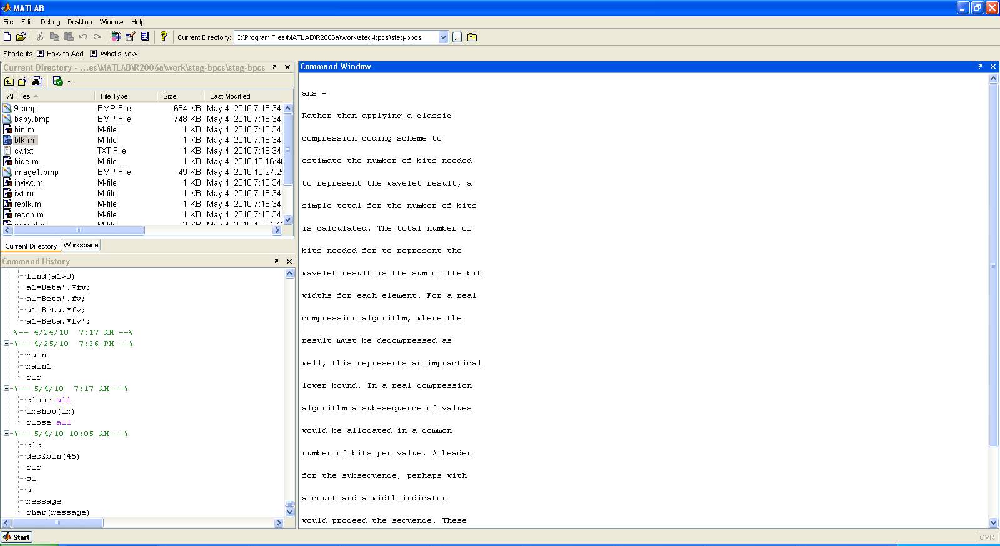 MATLAB
File Edit Debug Desktop Window Help
Current Directory: C:\Program Files\MATLAB\R2006a\work\steg-bpcs\steg-bpcs ...
Shortcuts How to Add What's New
Current Directory - ...es\MATLAB\R2006a\work\steg-bpcs\steg-bpcs
All Files File Type Size Last Modified
9.bmp BMP File 684 KB May 4, 2010 7:18:34
baby.bmp BMP File 748 KB May 4, 2010 7:18:34
bin.m M-file 1 KB May 4, 2010 7:18:34
blk.m M-file 1 KB May 4, 2010 7:18:34
cv.txt TXT File 1 KB May 4, 2010 7:18:34
hide.m M-file 1 KB May 4, 2010 10:16:48
image1.bmp BMP File 49 KB May 4, 2010 10:27:25
inviwt.m M-file 1 KB May 4, 2010 7:18:34
iwt.m M-file 1 KB May 4, 2010 7:18:34
reblk.m M-file 1 KB May 4, 2010 7:18:34
recon.m M-file 1 KB May 4, 2010 7:18:34
Current Directory Workspace
Command History
find(a1>0)
a1=Beta'.*fv;
a1=Beta'.fv;
a1=Beta.*fv;
a1=Beta.*fv';
%-- 4/24/10 7:17 AM --%
%-- 4/25/10 7:36 PM --%
main
main1
clc
%-- 5/4/10 7:17 AM --%
close all
imshow(im)
close all
%-- 5/4/10 10:05 AM --%
clc
dec2bin(45)
clc
s1
a
message
char(message)
Command Window
ans =
Rather than applying a classic
compression coding scheme to
estimate the number of bits needed
to represent the wavelet result, a
simple total for the number of bits
is calculated. The total number of
bits needed for to represent the
wavelet result is the sum of the bit
widths for each element. For a real
compression algorithm, where the
result must be decompressed as
well, this represents an impractical
lower bound. In a real compression
algorithm a sub-sequence of values
would be allocated in a common
number of bits per value. A header
for the subsequence, perhaps with
a count and a width indicator
would proceed the sequence. These
Start
OVR